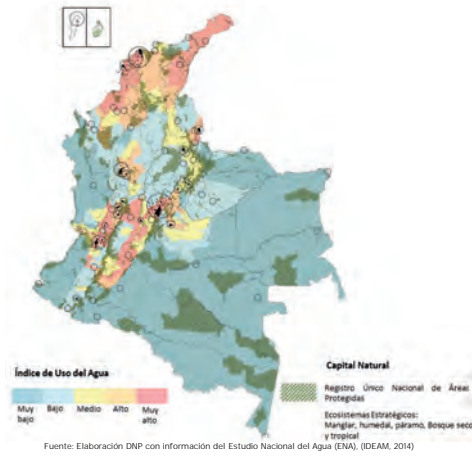 Índice de Uso del Agua
Muy bajo
Bajo
Medio
Alto
Muy alto
Capital Natural
Registro Único Nacional de Áreas
Protegidas
Ecosistemas Estratégicos:
Manglar, humedal, páramo, Bosque seco
y tropical
Fuente: Elaboración DNP con información del Estudio Nacional del Agua (ENA), (IDEAM, 2014)